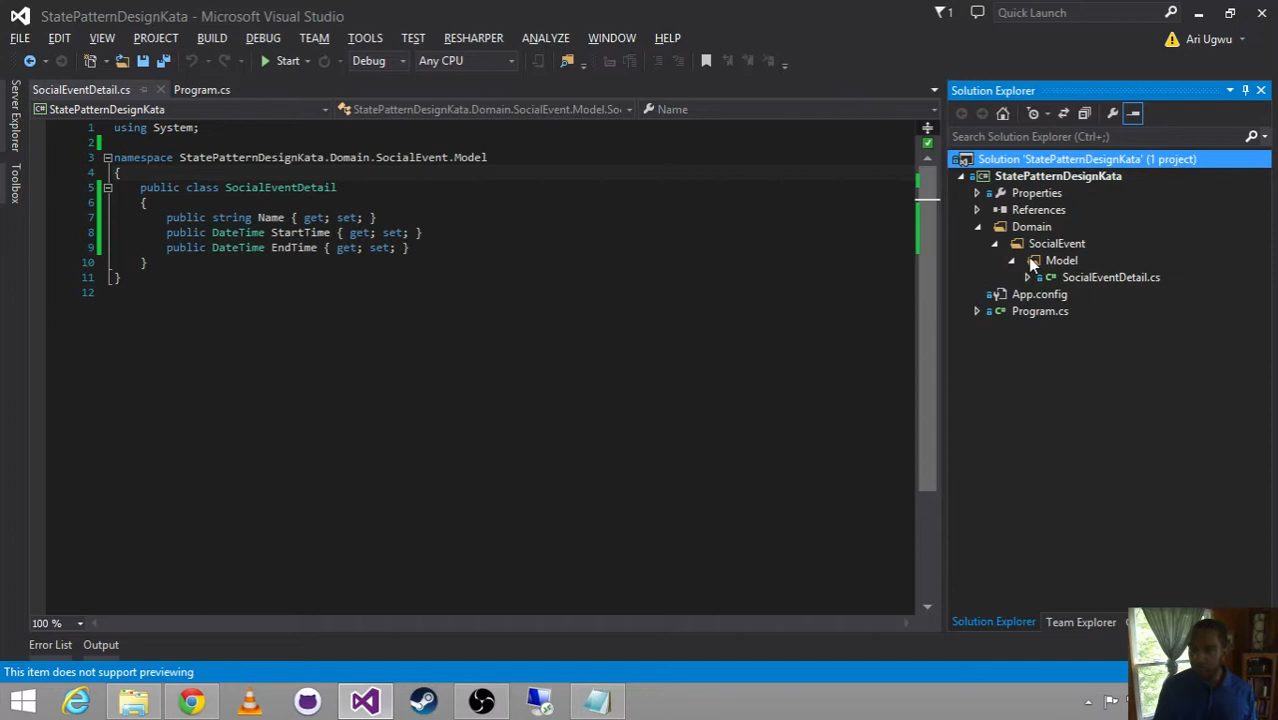 StatePatternDesignKata - Microsoft Visual Studio
1
Quick Launch
FILE EDIT VIEW PROJECT BUILD DEBUG TEAM TOOLS TEST RESHARPER ANALYZE WINDOW HELP
Ari Ugwu
Start Debug Any CPU
Server Explorer
Toolbox
SocialEventDetail.cs Program.cs
StatePatternDesignKata StatePatternDesignKata.Domain.SocialEvent.Model.Soc Name
1 using System;
2
3 namespace StatePatternDesignKata.Domain.SocialEvent.Model
4 {
5 public class SocialEventDetail
6 {
7 public string Name { get; set; }
8 public DateTime StartTime { get; set; }
9 public DateTime EndTime { get; set; }
10 }
11 }
12
100 %
Error List Output
This item does not support previewing
Solution Explorer
Search Solution Explorer (Ctrl+;)
Solution 'StatePatternDesignKata' (1 project)
StatePatternDesignKata
Properties
References
Domain
SocialEvent
Model
SocialEventDetail.cs
App.config
Program.cs
Solution Explorer Team Explorer